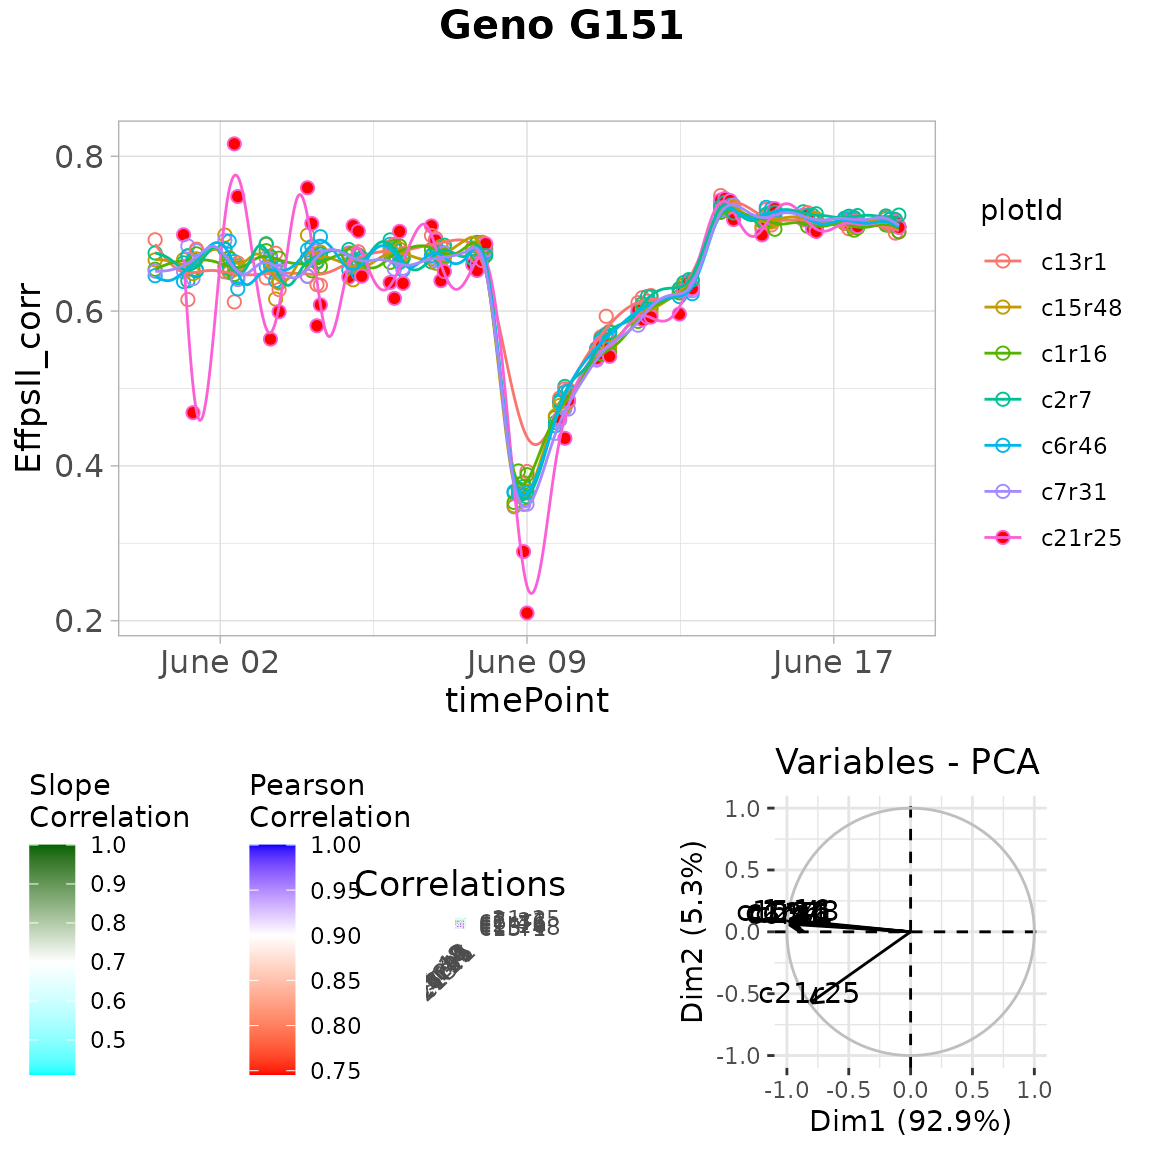 Geno G151
EffpsII_corr
0.8
0.6
0.4
0.2
June 02
June 09
June 17
timePoint
plotId
c13r1
c15r48
c1r16
c2r7
c6r46
c7r31
c21r25
Slope
Correlation
1.0
0.9
0.8
0.7
0.6
0.5
Pearson
Correlation
1.00
0.95
0.90
0.85
0.80
0.75
Correlations
Variables - PCA
Dim2 (5.3%)
1.0
0.5
0.0
-0.5
-1.0
c21r25
-1.0
-0.5
0.0
0.5
1.0
Dim1 (92.9%)